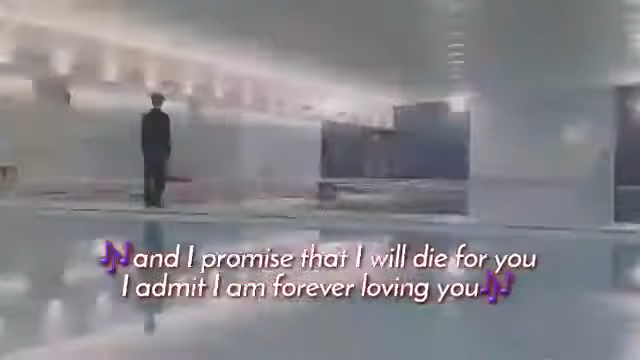 🎶and I promise that I will die for you
I admit I am forever loving you🎶